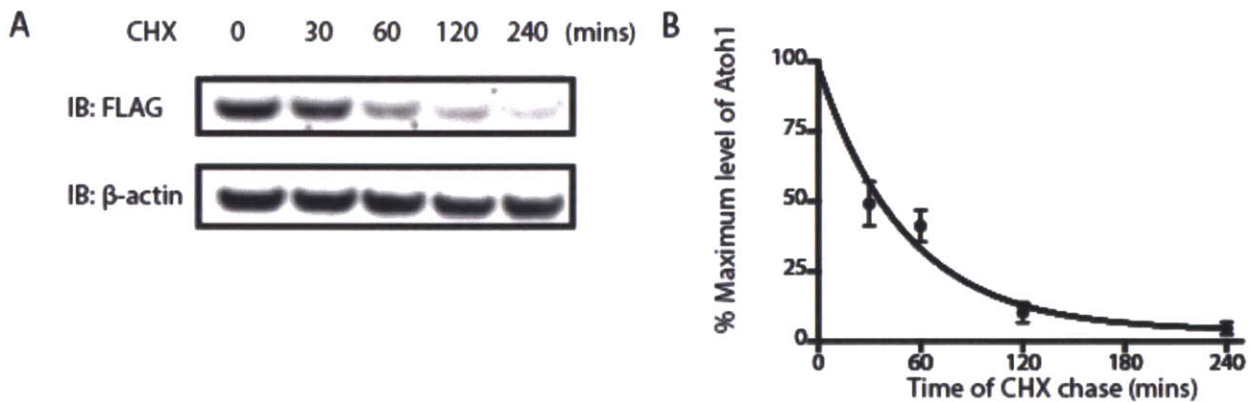 A
CHX 0 30 60 120 240 (mins)
IB: FLAG
IB: β-actin
B
% Maximum level of Atoh1
100
75
50
25
0
0 60 120 180 240
Time of CHX chase (mins)